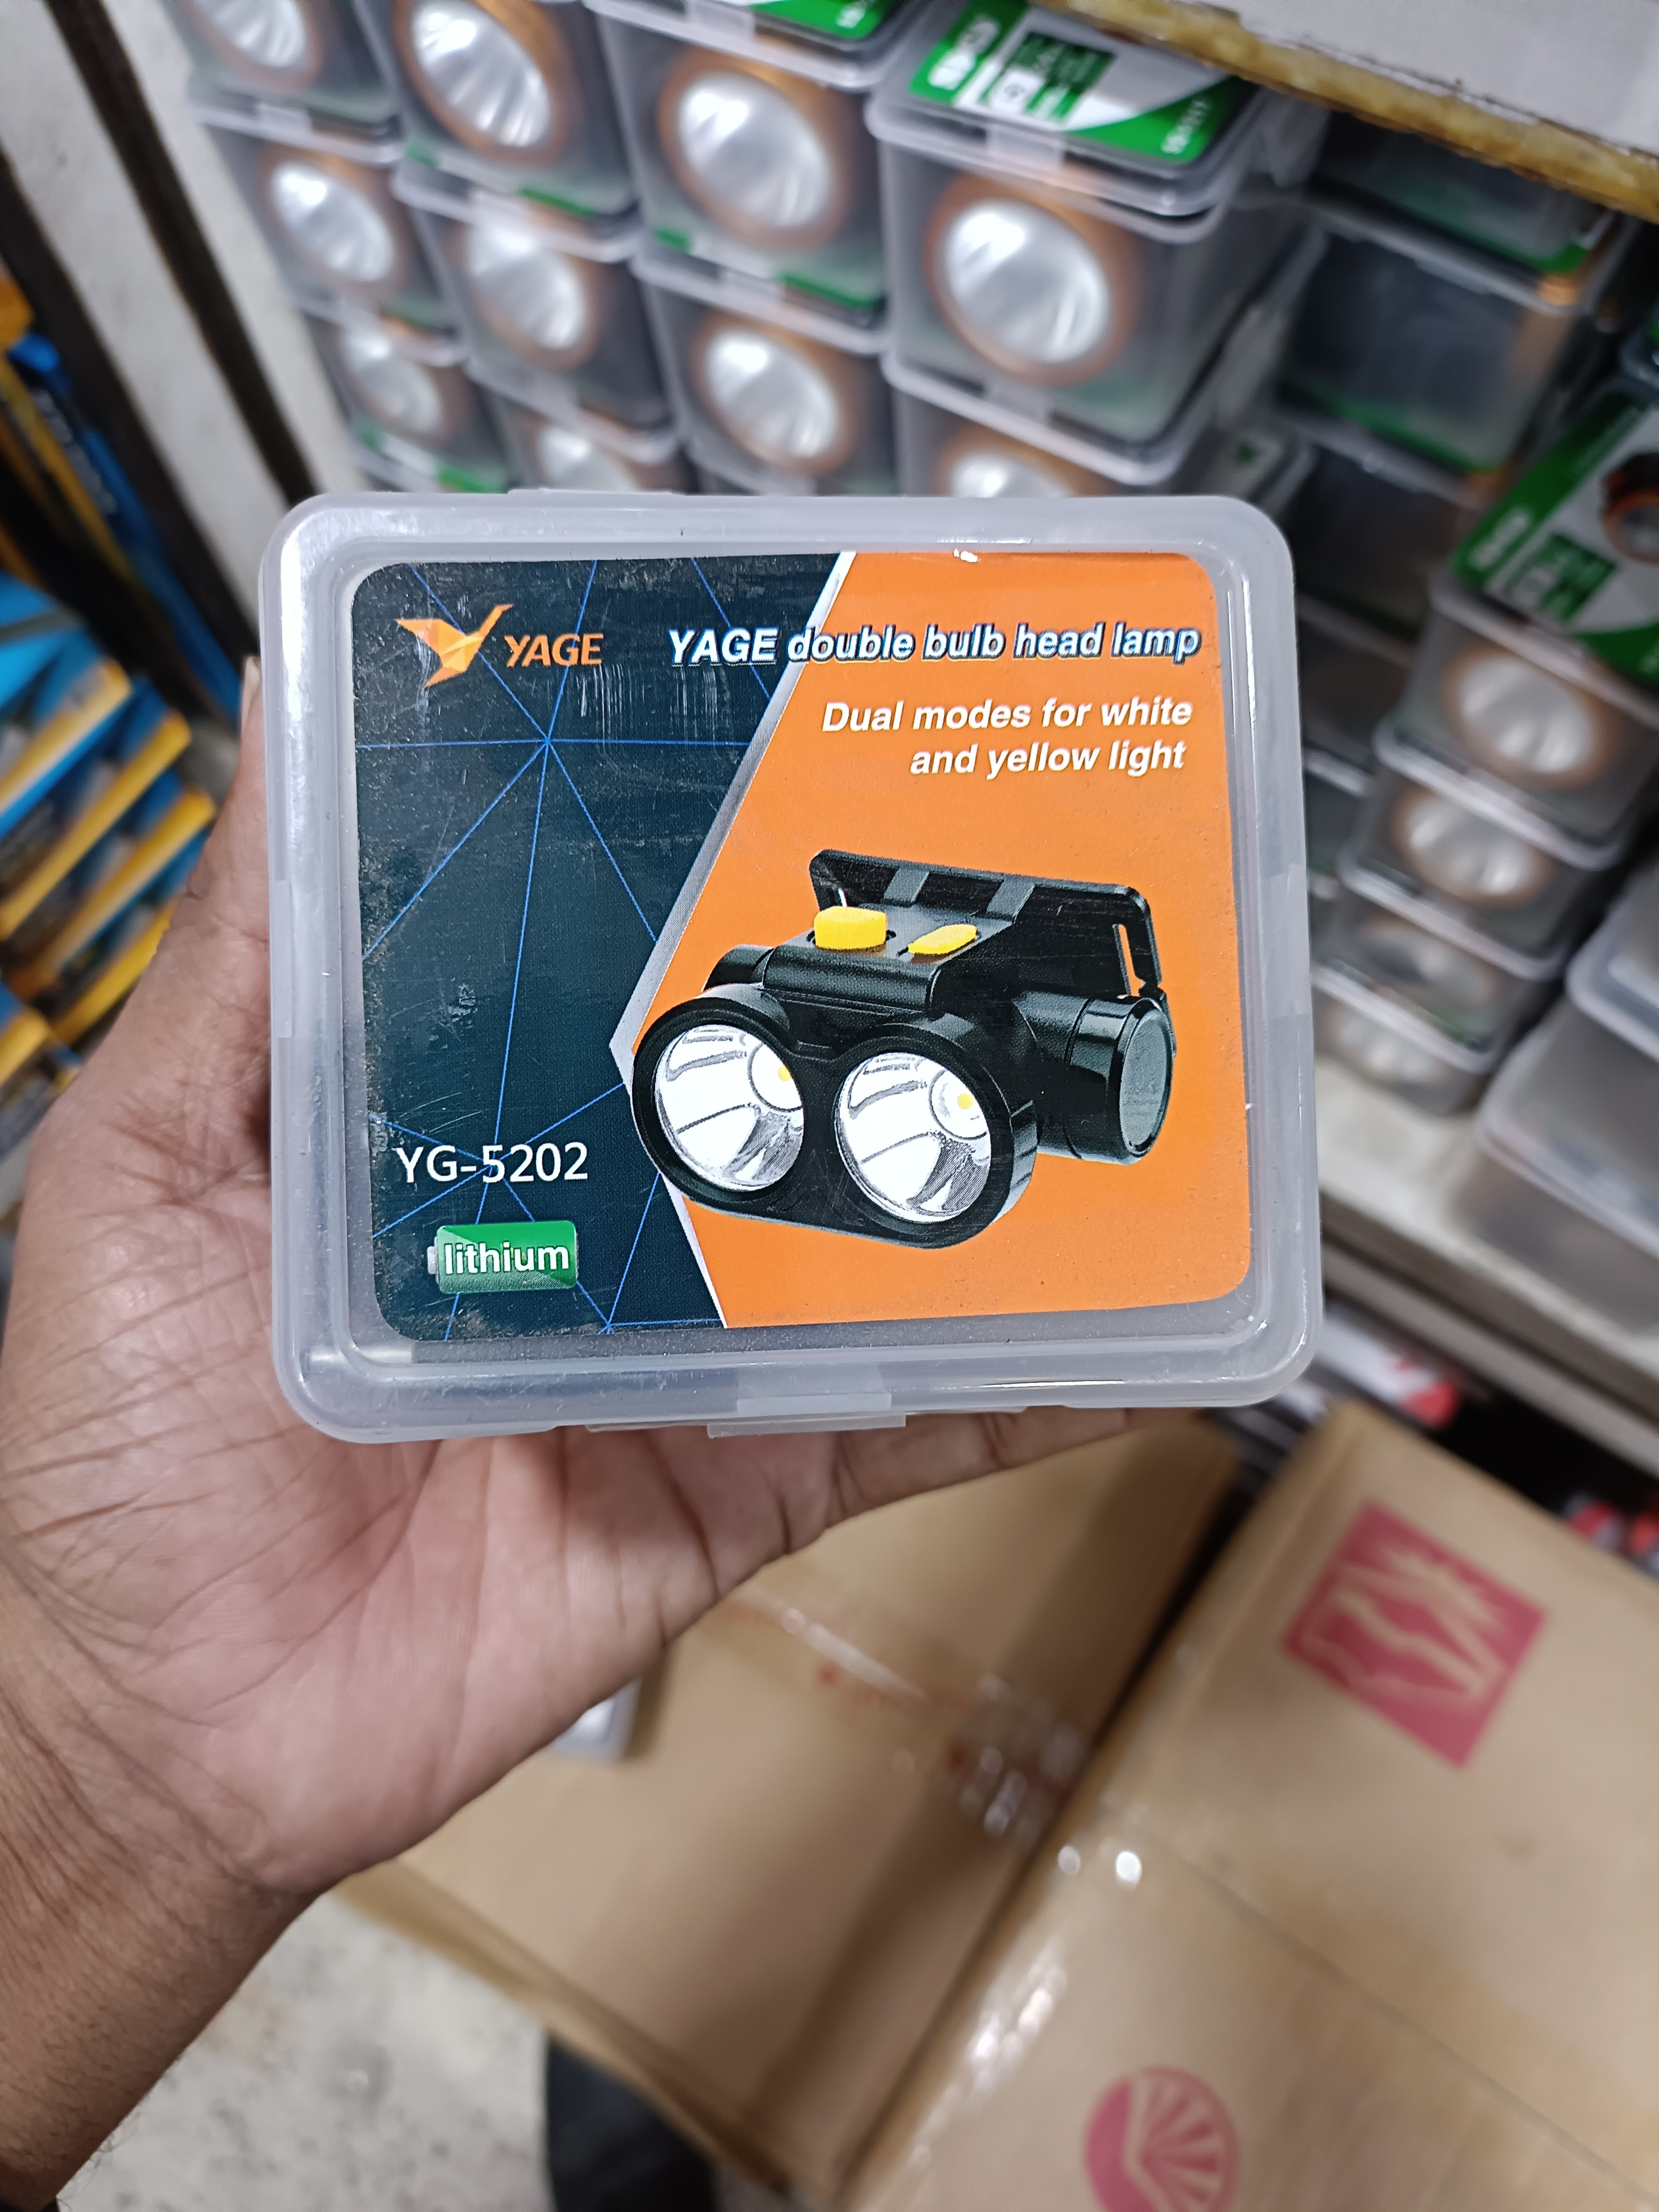 YAGE
YAGE double bulb head lamp
Dual modes for white
and yellow light
YG-5202
lithium